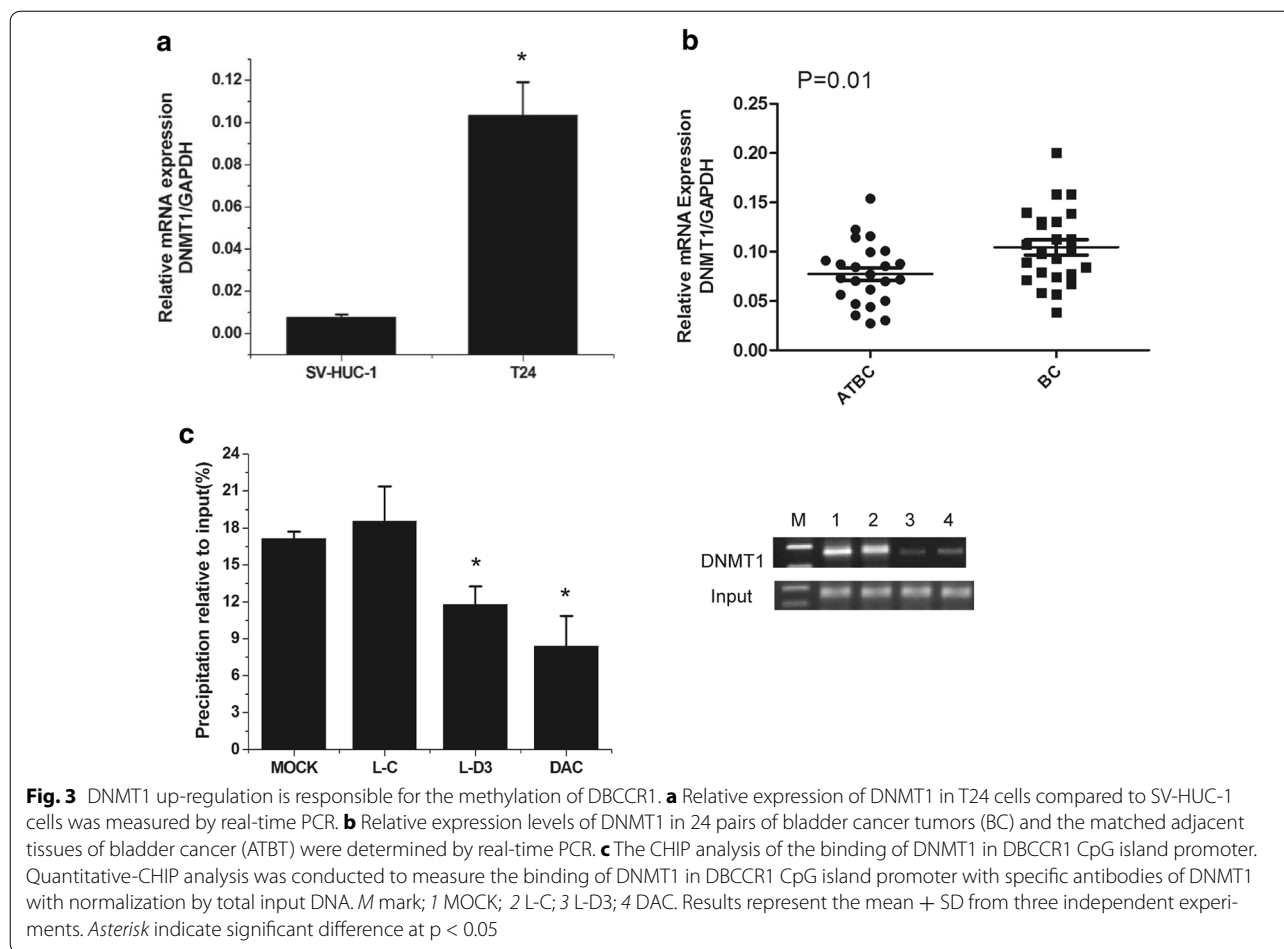 a
*
0.12
0.10
0.08
0.06
0.04
0.02
0.00
Relative mRNA expression
DNMT1/GAPDH
SV-HUC-1 T24
b
P=0.01
0.25
0.20
0.15
0.10
0.05
0.00
Relative mRNA Expression
DNMT1/GAPDH
ATBC BC
c
24
21
18
15
12
9
6
3
0
Precipitation relative to input(%)
* *
MOCK L-C L-D3 DAC
M 1 2 3 4
DNMT1
Input
Fig. 3 DNMT1 up-regulation is responsible for the methylation of DBCCR1. a Relative expression of DNMT1 in T24 cells compared to SV-HUC-1
cells was measured by real-time PCR. b Relative expression levels of DNMT1 in 24 pairs of bladder cancer tumors (BC) and the matched adjacent
tissues of bladder cancer (ATBT) were determined by real-time PCR. c The CHIP analysis of the binding of DNMT1 in DBCCR1 CpG island promoter.
Quantitative-CHIP analysis was conducted to measure the binding of DNMT1 in DBCCR1 CpG island promoter with specific antibodies of DNMT1
with normalization by total input DNA. M mark; 1 MOCK; 2 L-C; 3 L-D3; 4 DAC. Results represent the mean + SD from three independent experi-
ments. Asterisk indicate significant difference at p < 0.05